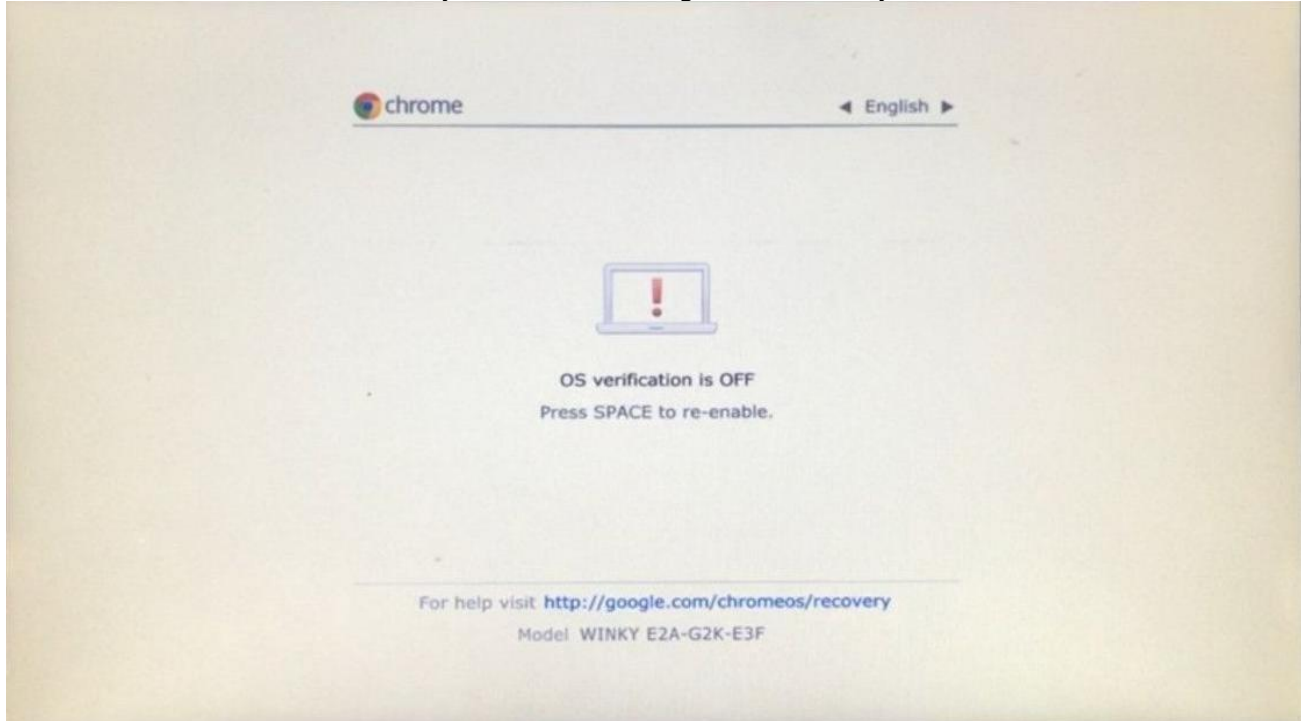 chrome
◄ English ►
!
OS verification is OFF
Press SPACE to re-enable.
For help visit http://google.com/chromeos/recovery
Model WINKY E2A-G2K-E3F